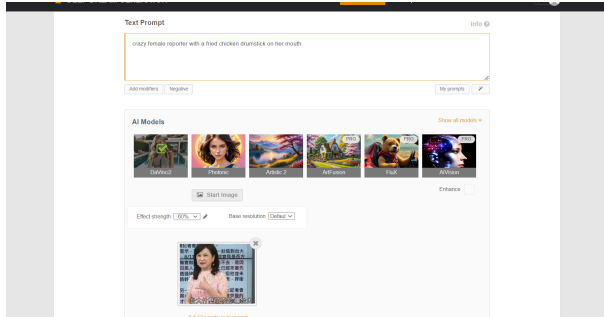 Text Prompt
Info
crazy female reporter with a fried chicken drumstick on her mouth
Add modifiers
Negative
My prompts
AI Models
Show all models »
PRO
PRO
PRO
DaVinci2
Photonic
Artistic 2
ArtFusion
FluX
AIVision
Start Image
Enhance
Effect strength
60%
Base resolution
Default